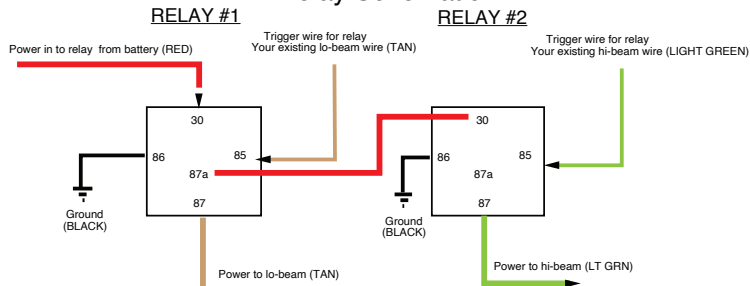 RELAY #1
RELAY #2
Power in to relay from battery (RED)
Trigger wire for relay
Your existing lo-beam wire (TAN)
Trigger wire for relay
Your existing hi-beam wire (LIGHT GREEN)
30
86
85
87a
87
Ground
(BLACK)
Power to lo-beam (TAN)
30
86
85
87a
87
Ground
(BLACK)
Power to hi-beam (LT GRN)